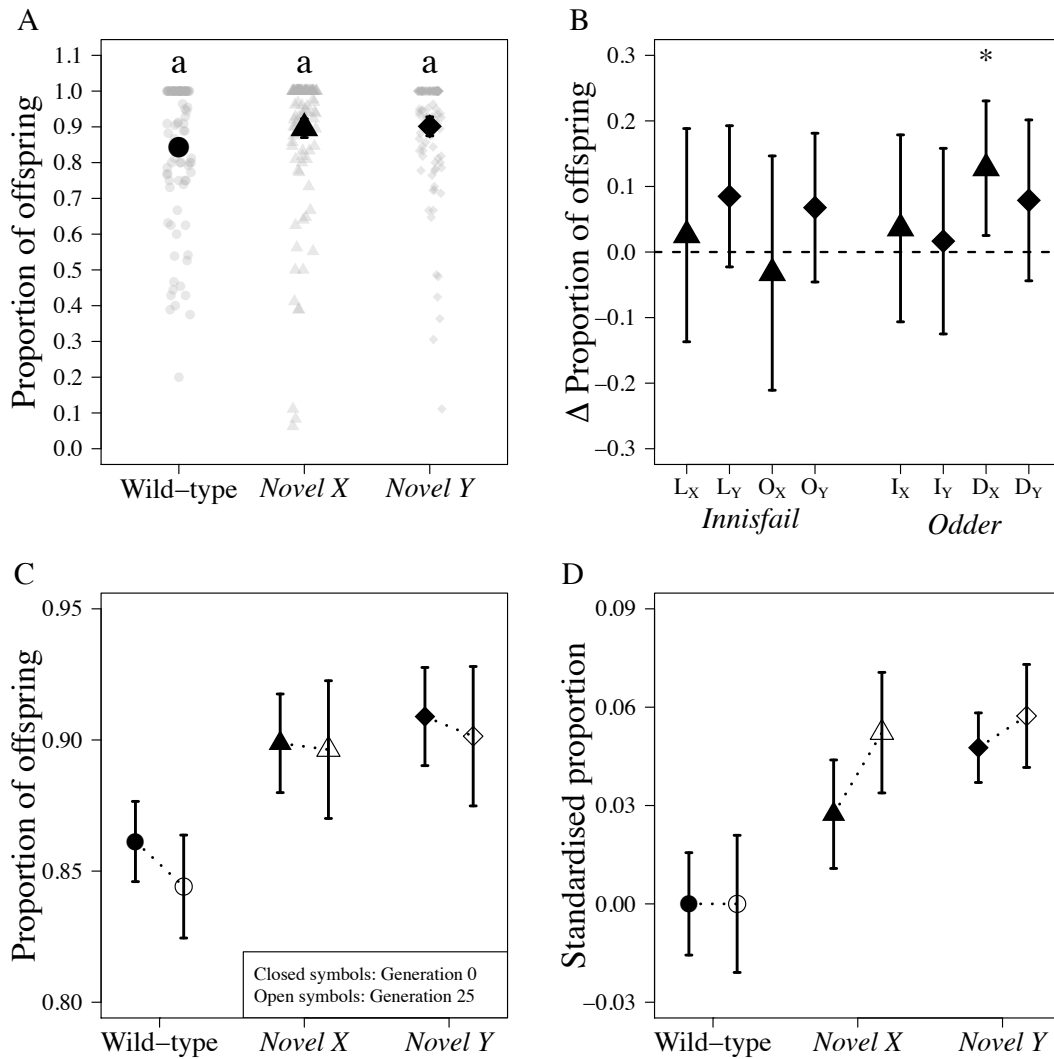 A
Proportion of offspring
1.1
1.0
0.9
0.8
0.7
0.6
0.5
0.4
0.3
0.2
0.1
0.0
a a a
Wild−type Novel X Novel Y
B
Δ Proportion of offspring
0.3
0.2
0.1
0.0
−0.1
−0.2
−0.3
*
LX LY OX OY IX IY DX DY
Innisfail Odder
C
Proportion of offspring
0.95
0.90
0.85
0.80
Closed symbols: Generation 0
Open symbols: Generation 25
Wild−type Novel X Novel Y
D
Standardised proportion
0.09
0.06
0.03
0.00
−0.03
Wild−type Novel X Novel Y